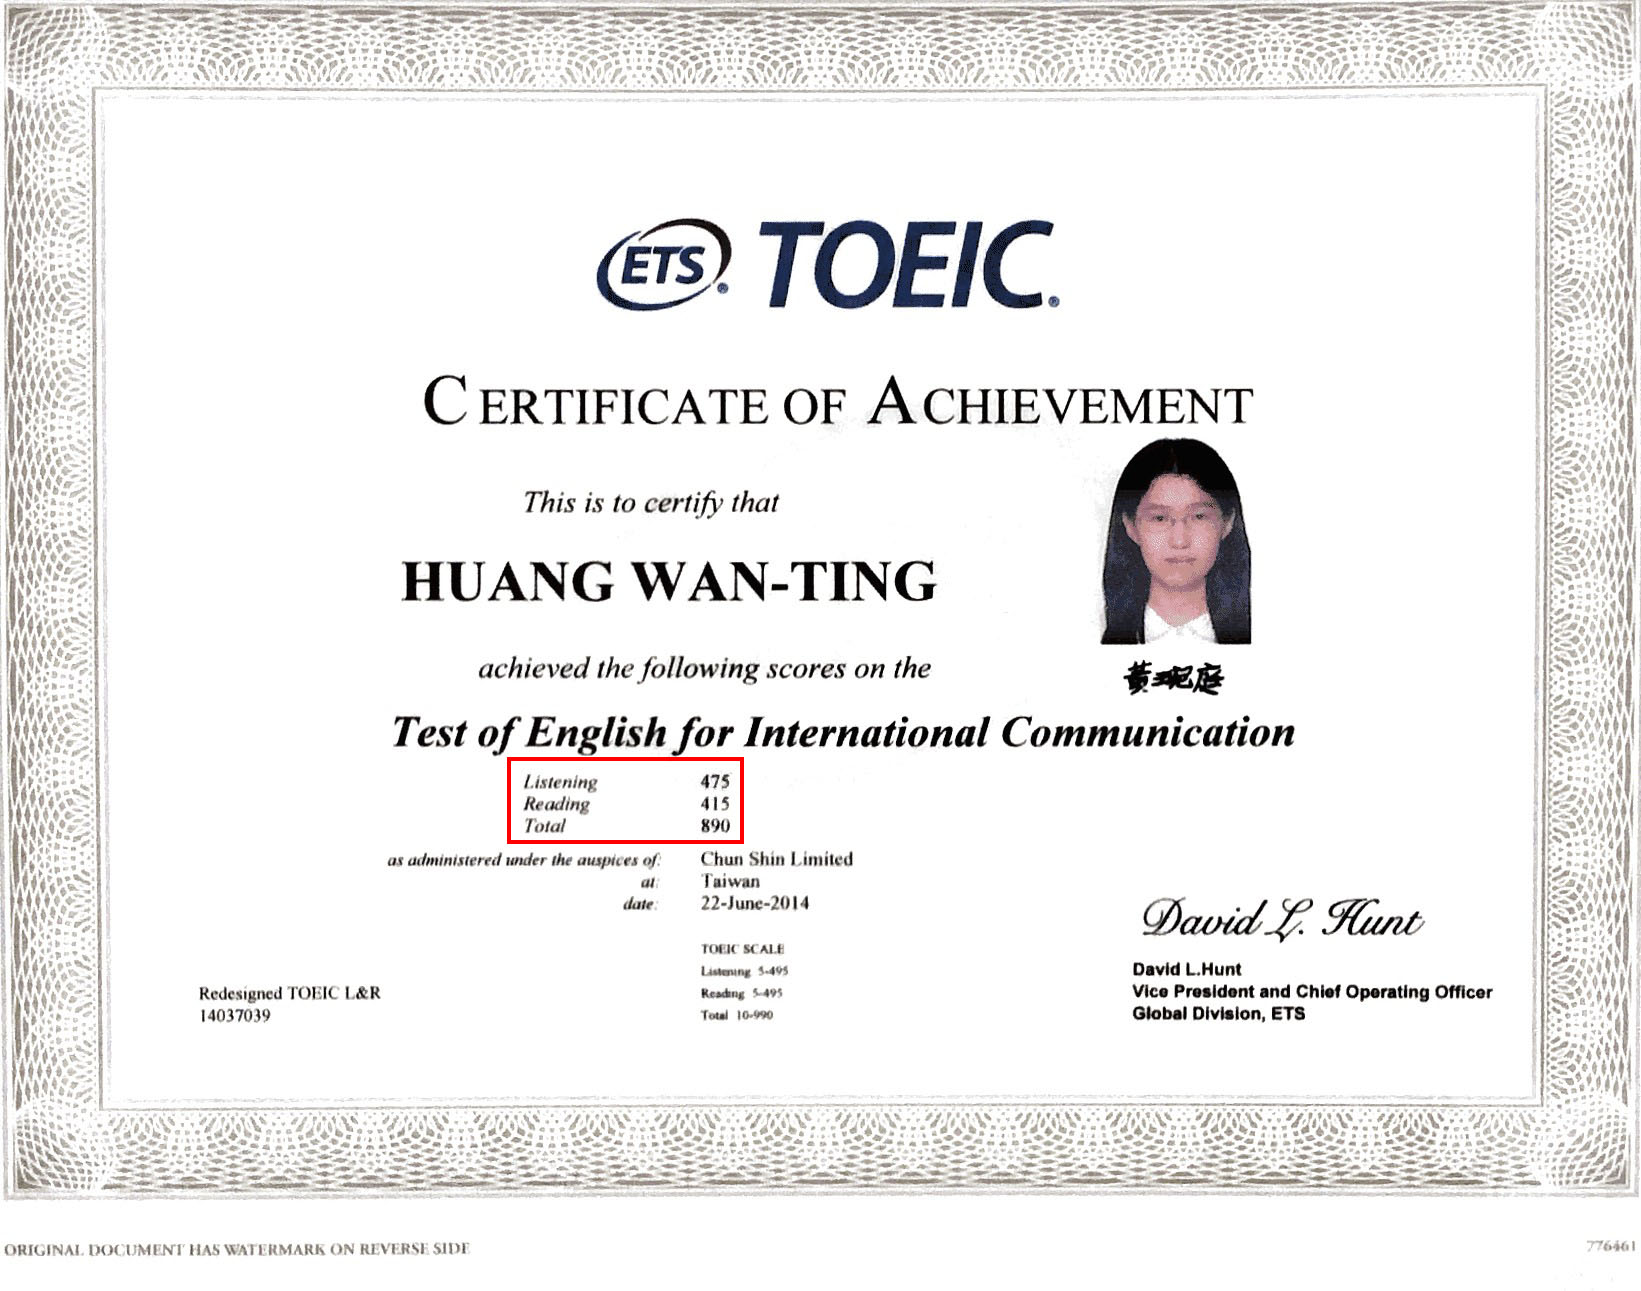 ETS® TOEIC®
CERTIFICATE OF ACHIEVEMENT
This is to certify that
HUANG WAN-TING
achieved the following scores on the
黃琬庭
Test of English for International Communication
Listening 475
Reading 415
Total 890
as administered under the auspices of: Chun Shin Limited
at: Taiwan
date: 22-June-2014
David L. Hunt
TOEIC SCALE
Listening 5-495
Reading 5-495
Total 10-990
David L.Hunt
Vice President and Chief Operating Officer
Global Division, ETS
Redesigned TOEIC L&R
14037039
ORIGINAL DOCUMENT HAS WATERMARK ON REVERSE SIDE
776461